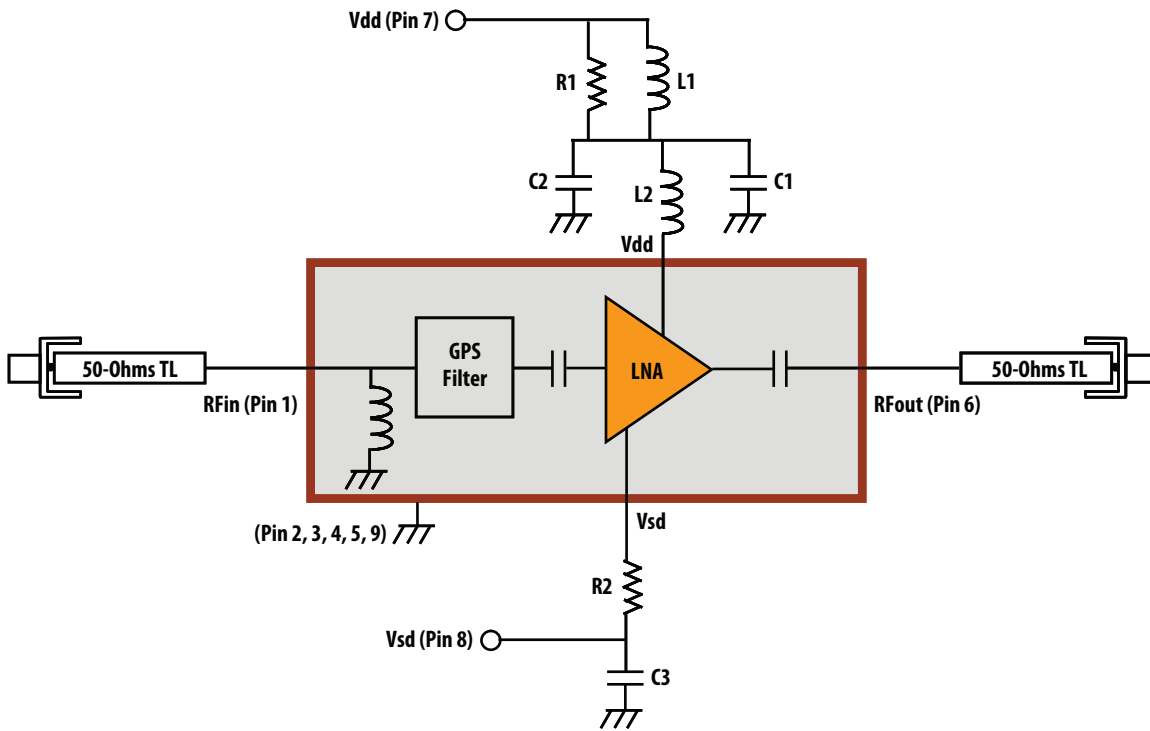 Vdd (Pin 7)
R1
L1
C2
L2
C1
Vdd
50-Ohms TL
RFin (Pin 1)
GPS
Filter
LNA
50-Ohms TL
RFout (Pin 6)
(Pin 2, 3, 4, 5, 9)
Vsd
R2
Vsd (Pin 8)
C3